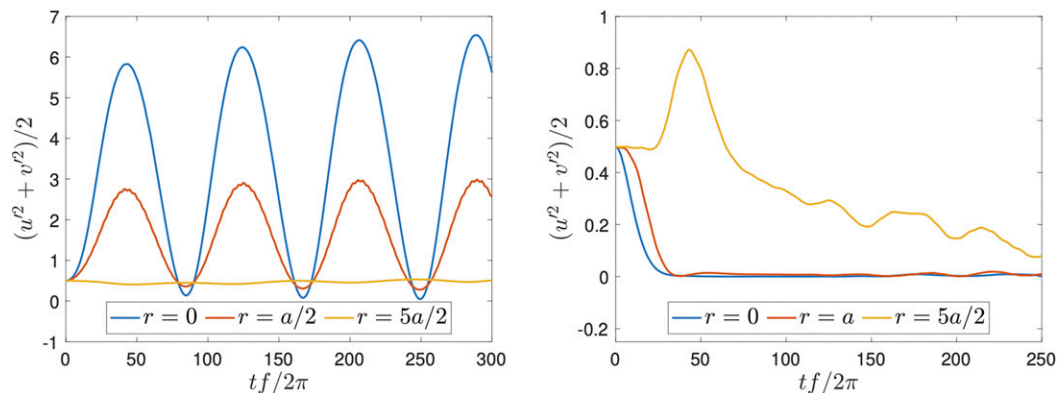 (u′² + v′²)/2
7
6
5
4
3
2
1
0
-1
0 50 100 150 200 250 300
r = 0 r = a/2 r = 5a/2
tf/2π
(u′² + v′²)/2
1
0.8
0.6
0.4
0.2
0
-0.2
0 50 100 150 200 250
r = 0 r = a r = 5a/2
tf/2π